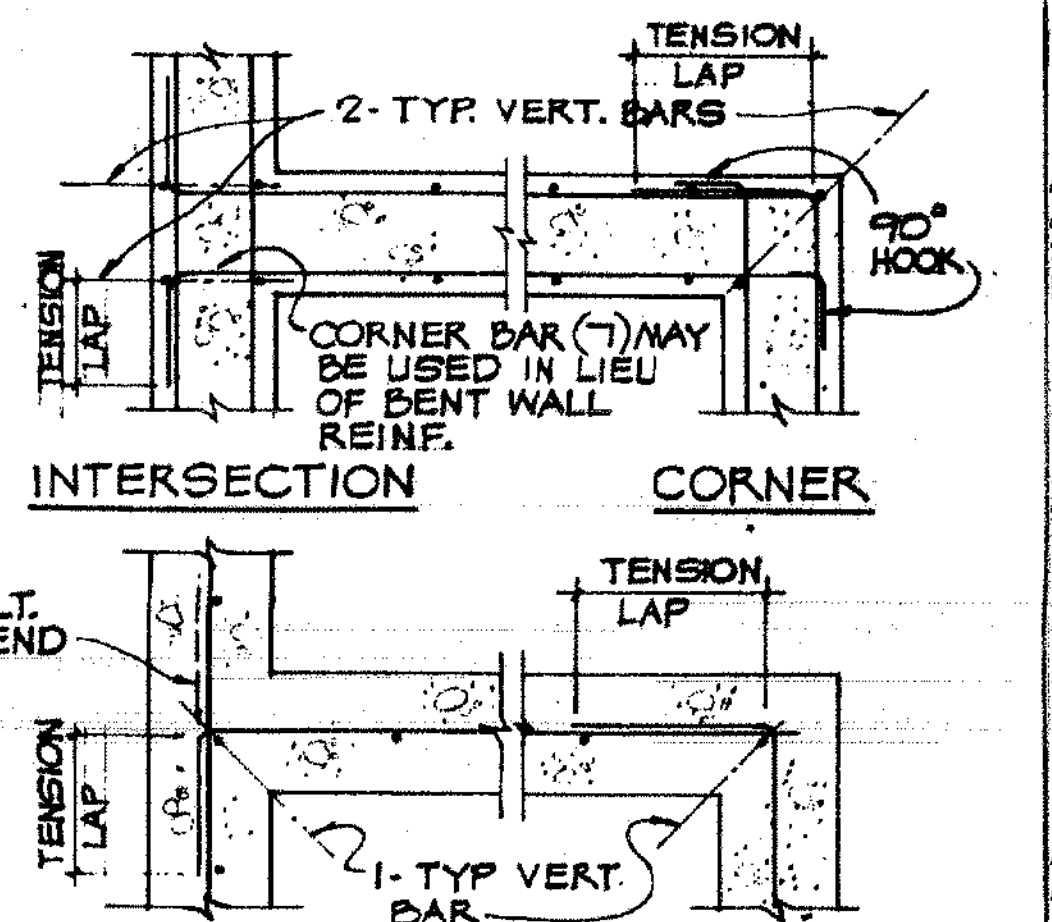 TENSION
LAP
2- TYP. VERT. BARS
90°
HOOK
TENSION
LAP
CORNER BAR (ㄱ) MAY
BE USED IN LIEU
OF BENT WALL
REINF.
INTERSECTION
CORNER
TENSION
LAP
LT.
END
TENSION
LAP
1- TYP VERT.
BAR